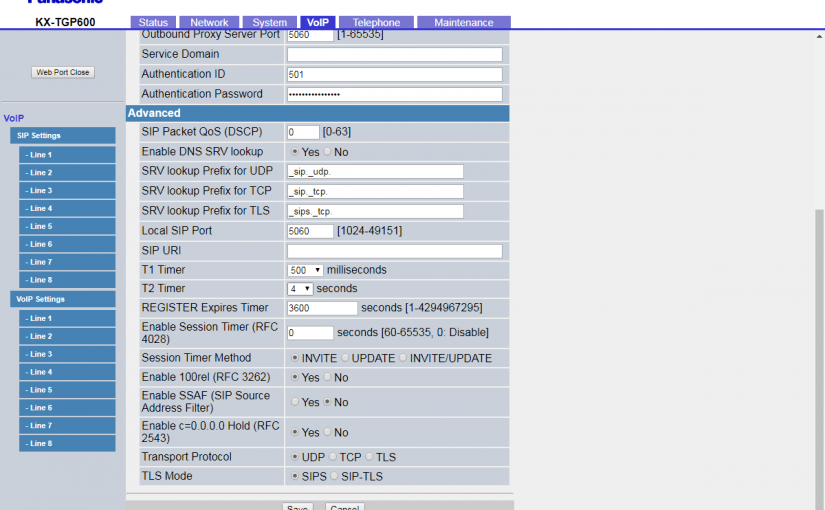 Panasonic
KX-TGP600
Status Network System VoIP Telephone Maintenance
Web Port Close
VoIP
SIP Settings
- Line 1
- Line 2
- Line 3
- Line 4
- Line 5
- Line 6
- Line 7
- Line 8
VoIP Settings
- Line 1
- Line 2
- Line 3
- Line 4
- Line 5
- Line 6
- Line 7
- Line 8
Outbound Proxy Server Port 5060 [1-65535]
Service Domain
Authentication ID 501
Authentication Password ••••••••••••••••
Advanced
SIP Packet QoS (DSCP) 0 [0-63]
Enable DNS SRV lookup Yes No
SRV lookup Prefix for UDP _sip._udp.
SRV lookup Prefix for TCP _sip._tcp.
SRV lookup Prefix for TLS _sips._tcp.
Local SIP Port 5060 [1024-49151]
SIP URI
T1 Timer 500 milliseconds
T2 Timer 4 seconds
REGISTER Expires Timer 3600 seconds [1-4294967295]
Enable Session Timer (RFC
4028) 0 seconds [60-65535, 0: Disable]
Session Timer Method INVITE UPDATE INVITE/UPDATE
Enable 100rel (RFC 3262) Yes No
Enable SSAF (SIP Source
Address Filter) Yes No
Enable c=0.0.0.0 Hold (RFC
2543) Yes No
Transport Protocol UDP TCP TLS
TLS Mode SIPS SIP-TLS
Save Cancel